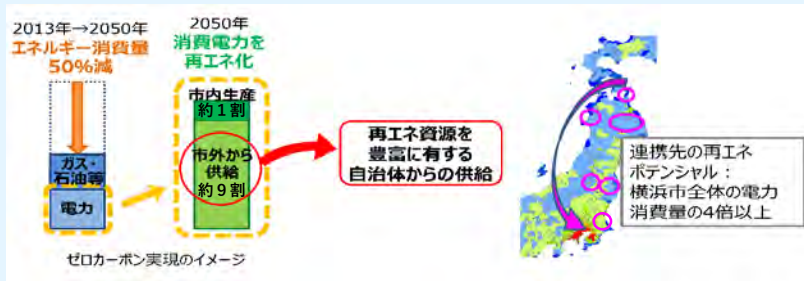 2013年→2050年
エネルギー消費量
50%減
ガス・
石油等
電力
2050年
消費電力を
再エネ化
市内生産
約1割
市外から
供給
約9割
ゼロカーボン実現のイメージ
再エネ資源を
豊富に有する
自治体からの供給
連携先の再エネ
ポテンシャル：
横浜市全体の電力
消費量の4倍以上